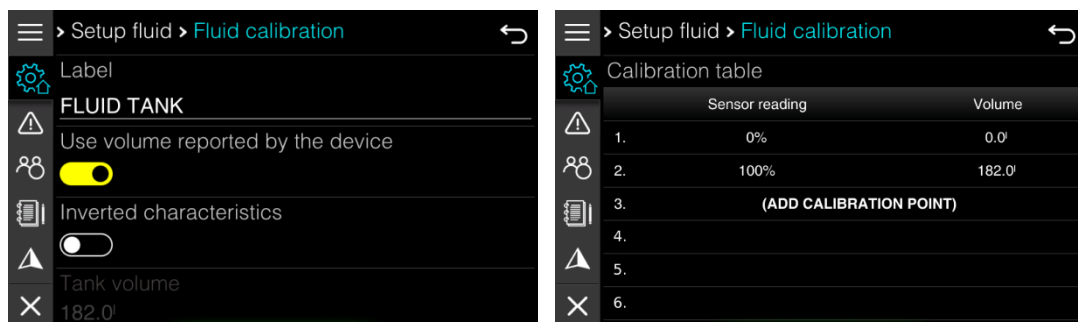 > Setup fluid > Fluid calibration
Label
FLUID TANK
Use volume reported by the device
Inverted characteristics
Tank volume
182.0ˡ
> Setup fluid > Fluid calibration
Calibration table
Sensor reading Volume
1. 0% 0.0ˡ
2. 100% 182.0ˡ
3. (ADD CALIBRATION POINT)
4.
5.
6.